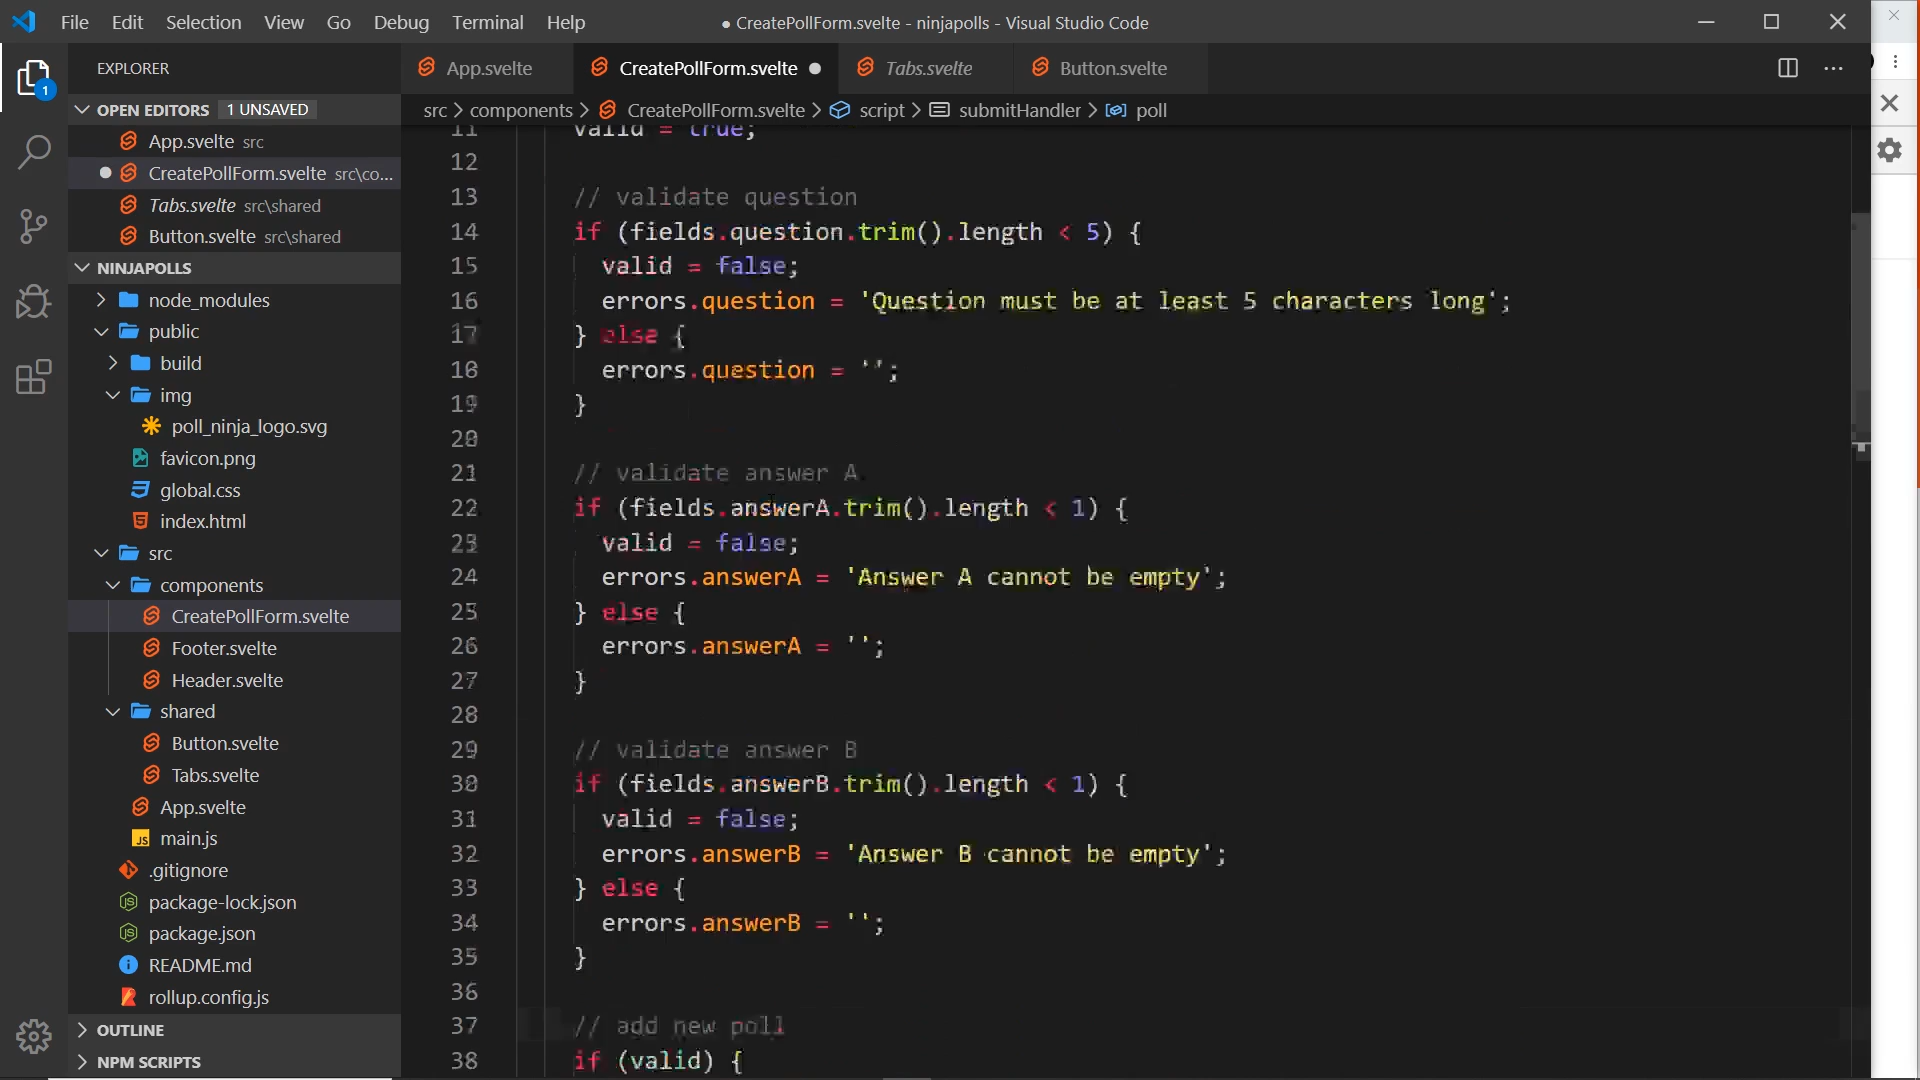 File Edit Selection View Go Debug Terminal Help
● CreatePollForm.svelte - ninjapolls - Visual Studio Code
1
EXPLORER
OPEN EDITORS 1 UNSAVED
App.svelte src
CreatePollForm.svelte src\co...
Tabs.svelte src\shared
Button.svelte src\shared
NINJAPOLLS
node_modules
public
build
img
poll_ninja_logo.svg
favicon.png
global.css
index.html
src
components
CreatePollForm.svelte
Footer.svelte
Header.svelte
shared
Button.svelte
Tabs.svelte
App.svelte
main.js
.gitignore
package-lock.json
package.json
README.md
rollup.config.js
OUTLINE
NPM SCRIPTS
App.svelte CreatePollForm.svelte Tabs.svelte Button.svelte
src > components > CreatePollForm.svelte > script > submitHandler > poll
11 valid = true;
12
13 // validate question
14 if (fields.question.trim().length < 5) {
15 valid = false;
16 errors.question = 'Question must be at least 5 characters long';
17 } else {
18 errors.question = '';
19 }
20
21 // validate answer A
22 if (fields.answerA.trim().length < 1) {
23 valid = false;
24 errors.answerA = 'Answer A cannot be empty';
25 } else {
26 errors.answerA = '';
27 }
28
29 // validate answer B
30 if (fields.answerB.trim().length < 1) {
31 valid = false;
32 errors.answerB = 'Answer B cannot be empty';
33 } else {
34 errors.answerB = '';
35 }
36
37 // add new poll
38 if (valid) {